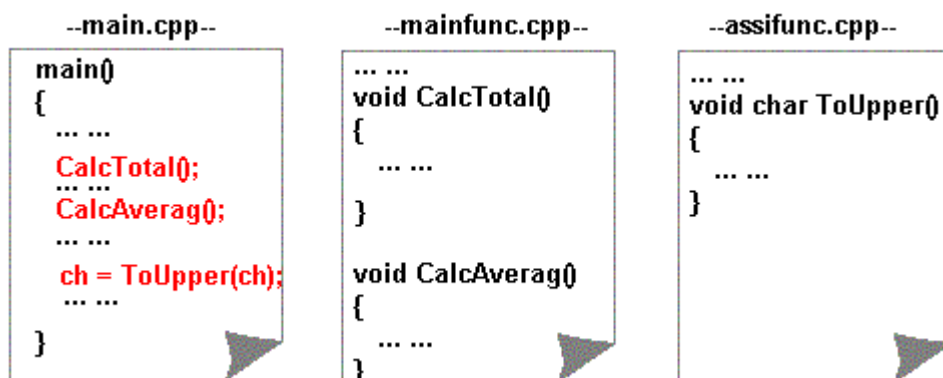 --main.cpp--
main()
{
... ...
CalcTotal();
... ...
CalcAverag();
... ...
ch = ToUpper(ch);
... ...
}
--mainfunc.cpp--
... ...
void CalcTotal()
{
... ...
}
void CalcAverag()
{
... ...
}
--assifunc.cpp--
... ...
void char ToUpper()
{
... ...
}